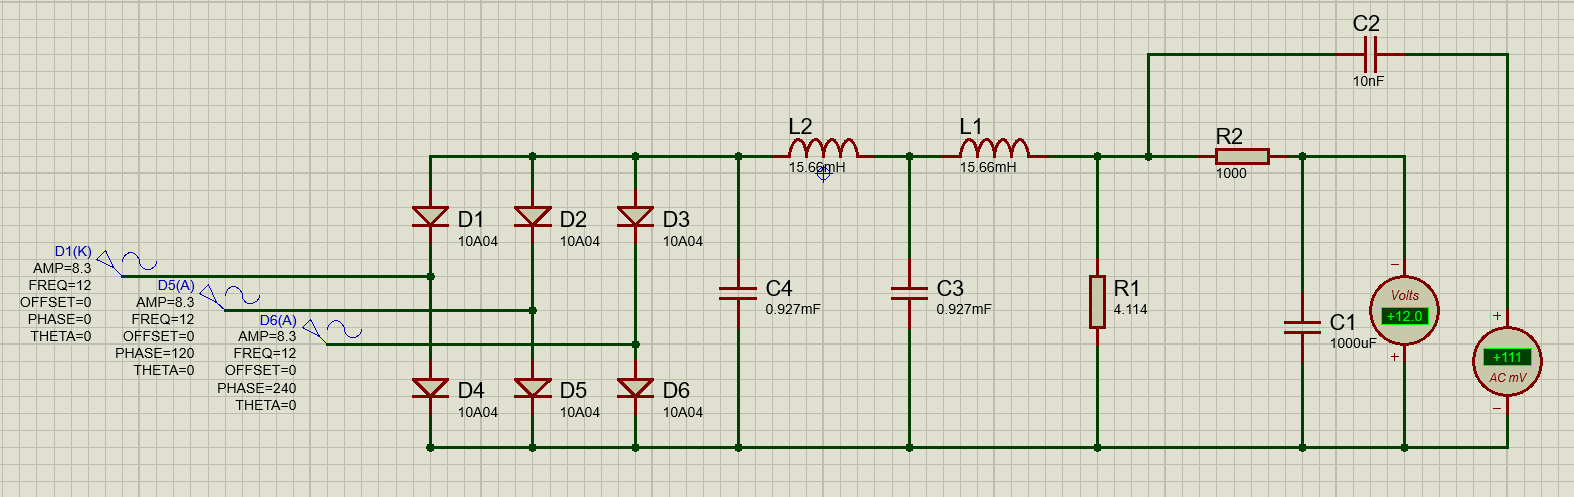 C2
10nF
L2
15.66mH
L1
15.66mH
R2
1000
D1
10A04
D2
10A04
D3
10A04
D1(K)
AMP=8.3
FREQ=12
OFFSET=0
PHASE=0
THETA=0
D5(A)
AMP=8.3
FREQ=12
OFFSET=0
PHASE=120
THETA=0
D6(A)
AMP=8.3
FREQ=12
OFFSET=0
PHASE=240
THETA=0
C4
0.927mF
C3
0.927mF
R1
4.114
C1
1000uF
−
Volts
+12.0
+
+
+111
AC mV
−
D4
10A04
D5
10A04
D6
10A04